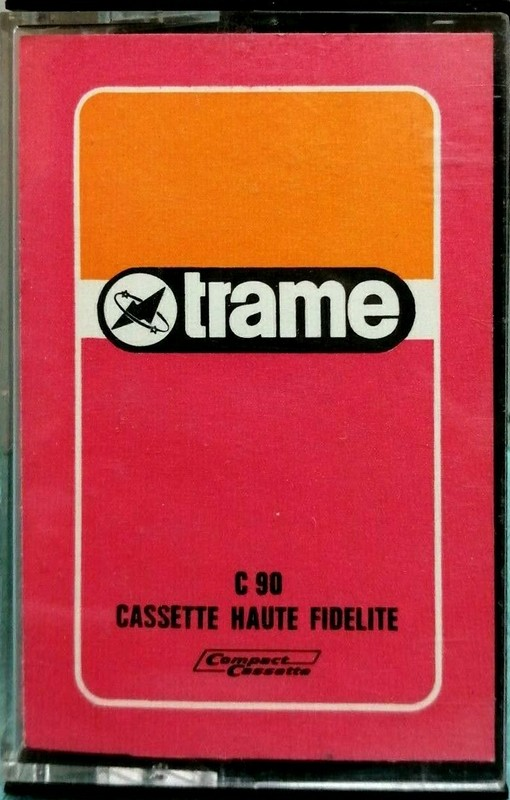 trame
C 90
CASSETTE HAUTE FIDELITE
Compact
Cassette